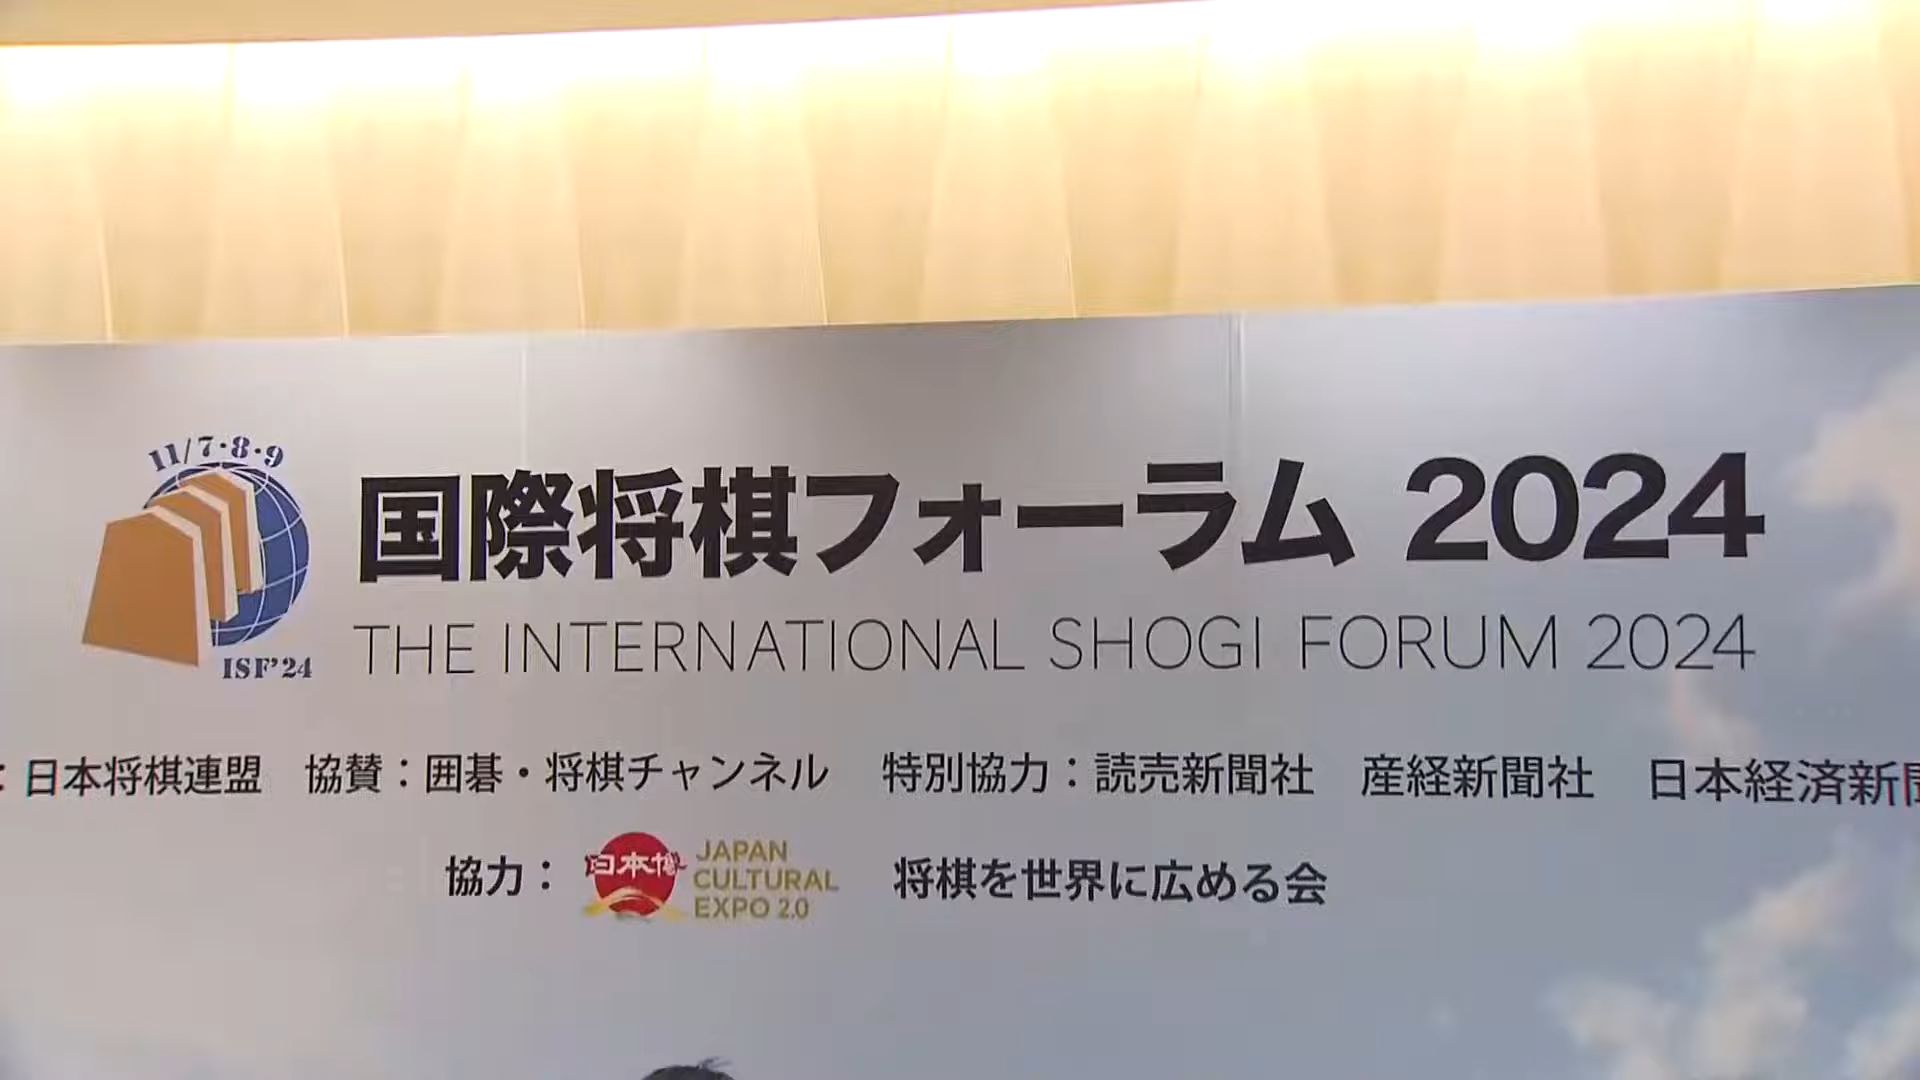 11/7・8・9
国際将棋フォーラム 2024
THE INTERNATIONAL SHOGI FORUM 2024
ISF'24
：日本将棋連盟　協賛：囲碁・将棋チャンネル　特別協力：読売新聞社　産経新聞社　日本経済新聞
協力：
日本博
JAPAN
CULTURAL
EXPO 2.0
将棋を世界に広める会